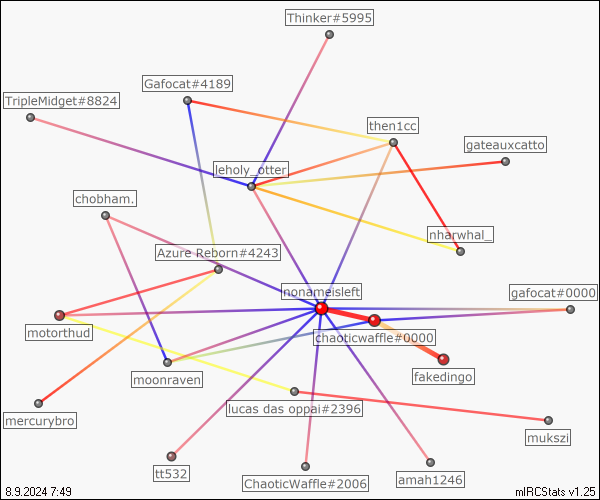 Thinker#5995
Gafocat#4189
TripleMidget#8824
then1cc
gateauxcatto
leholy_otter
chobham.
nharwhal_
Azure Reborn#4243
nonameisleft
gafocat#0000
motorthud
chaoticwaffle#0000
moonraven
fakedingo
lucas das oppai#2396
mercurybro
mukszi
tt532
amah1246
ChaoticWaffle#2006
8.9.2024 7:49
mIRCStats v1.25